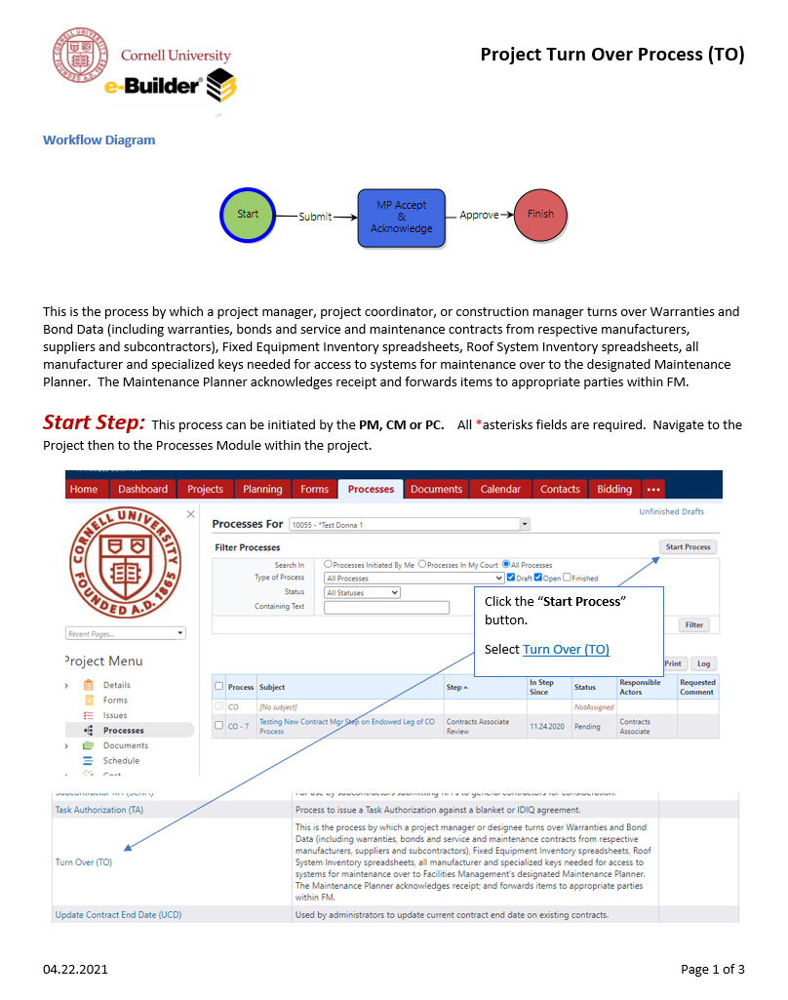 CORNELL UNIVERSITY
FOUNDED A.D. 1865
Cornell University
e-Builder
Project Turn Over Process (TO)
Workflow Diagram
Start
Submit
MP Accept
&
Acknowledge
Approve
Finish
This is the process by which a project manager, project coordinator, or construction manager turns over Warranties and
Bond Data (including warranties, bonds and service and maintenance contracts from respective manufacturers,
suppliers and subcontractors), Fixed Equipment Inventory spreadsheets, Roof System Inventory spreadsheets, all
manufacturer and specialized keys needed for access to systems for maintenance over to the designated Maintenance
Planner. The Maintenance Planner acknowledges receipt and forwards items to appropriate parties within FM.
Start Step: This process can be initiated by the PM, CM or PC. All *asterisks fields are required. Navigate to the
Project then to the Processes Module within the project.
Home Dashboard Projects Planning Forms Processes Documents Calendar Contacts Bidding •••
CORNELL UNIVERSITY
FOUNDED A.D. 1865
Unfinished Drafts
Processes For 10055 - *Test Donna 1
Filter Processes
Start Process
Search In Processes Initiated By Me Processes In My Court All Processes
Type of Process All Processes Draft Open Finished
Status All Statuses
Containing Text
Filter
Click the “Start Process”
button.
Select Turn Over (TO)
Recent Pages...
Project Menu
Details
Forms
Issues
Processes
Documents
Schedule
Cost
Print Log
Process Subject Step In Step Since Status Responsible Actors Requested Comment
CO [No subject] NotAssigned
CO - 7 Testing New Contract Mgr Step on Endowed Leg of CO Process Contracts Associate Review 11.24.2020 Pending Contracts Associate
For use by subcontractors submitting RFI's to general contractors for consideration.
Task Authorization (TA) Process to issue a Task Authorization against a blanket or IDIQ agreement.
Turn Over (TO)
This is the process by which a project manager or designee turns over Warranties and Bond
Data (including warranties, bonds and service and maintenance contracts from respective
manufacturers, suppliers and subcontractors), Fixed Equipment Inventory spreadsheets, Roof
System Inventory spreadsheets, all manufacturer and specialized keys needed for access to
systems for maintenance over to Facilities Management's designated Maintenance Planner.
The Maintenance Planner acknowledges receipt; and forwards items to appropriate parties
within FM.
Update Contract End Date (UCD) Used by administrators to update current contract end date on existing contracts.
04.22.2021
Page 1 of 3